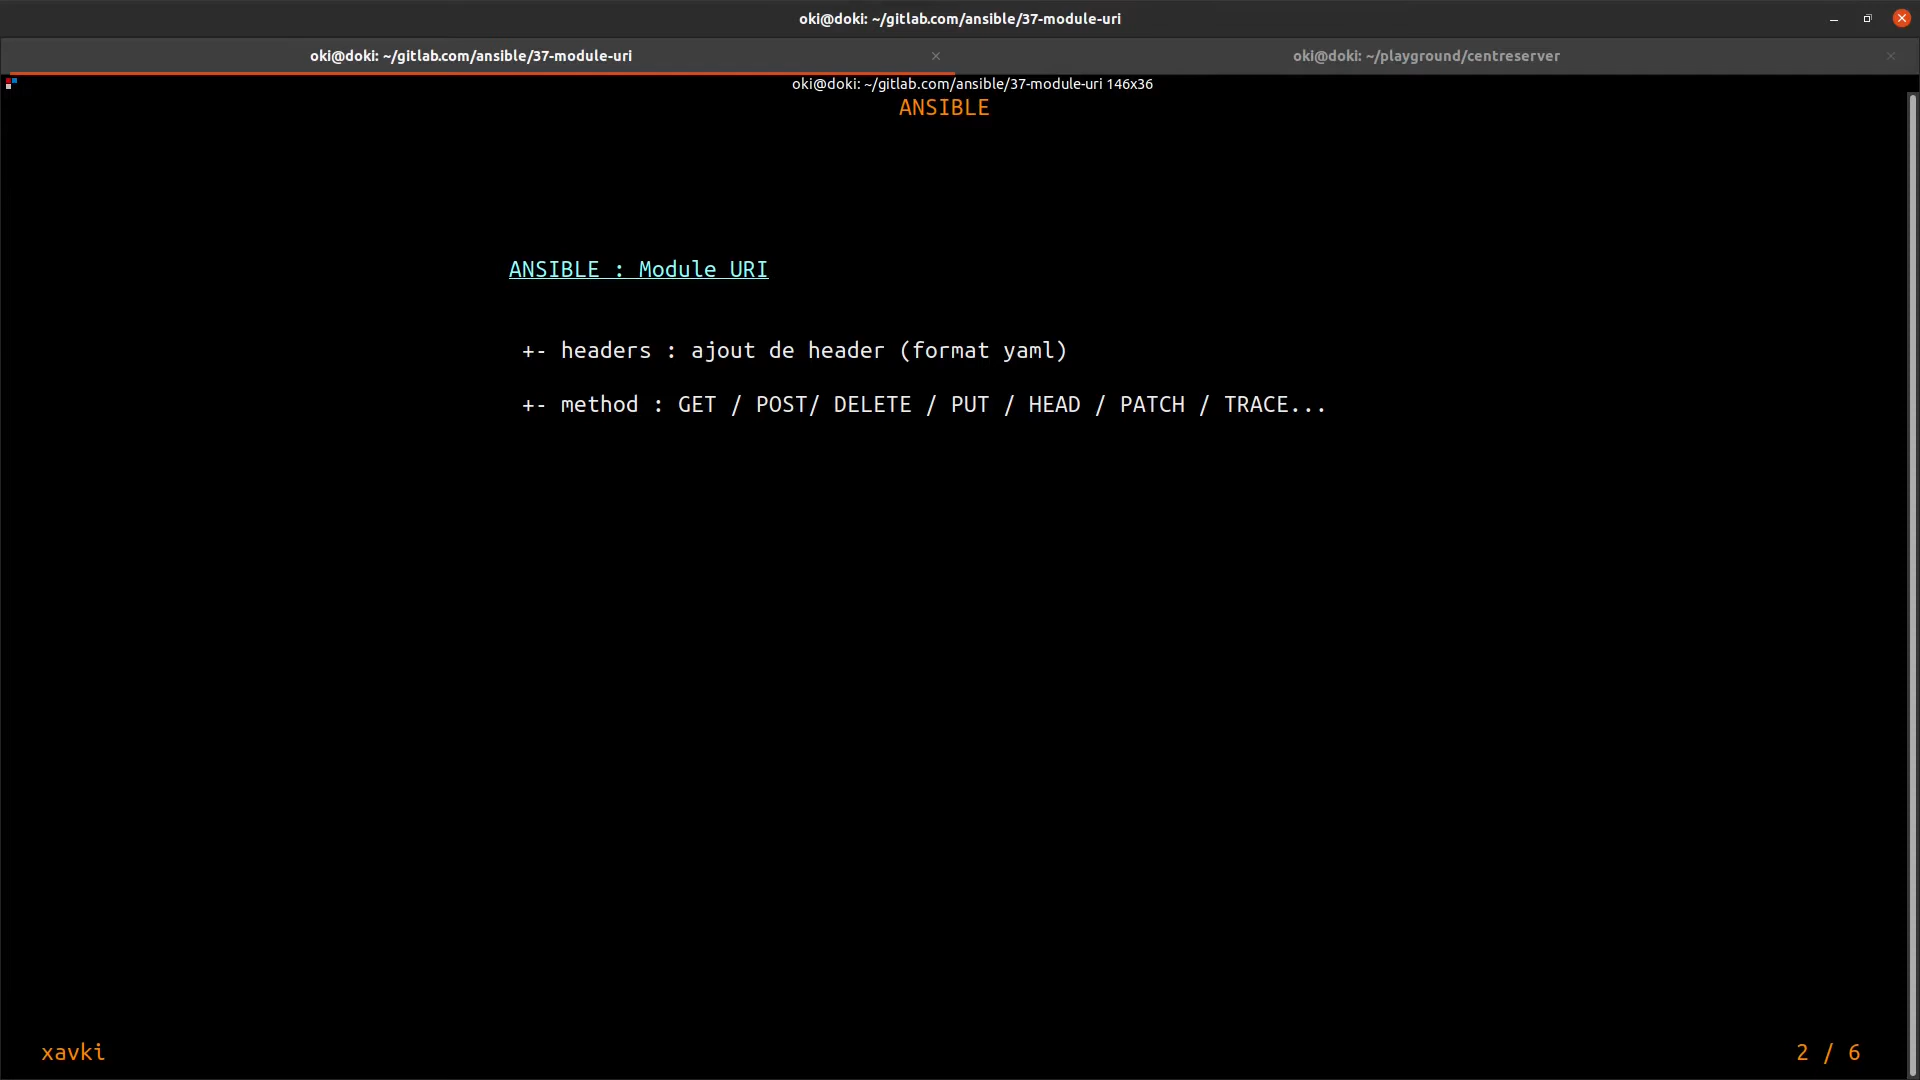 oki@doki: ~/gitlab.com/ansible/37-module-uri
oki@doki: ~/gitlab.com/ansible/37-module-uri
oki@doki: ~/playground/centreserver
oki@doki: ~/gitlab.com/ansible/37-module-uri 146x36
ANSIBLE
ANSIBLE : Module URI
+- headers : ajout de header (format yaml)
+- method : GET / POST/ DELETE / PUT / HEAD / PATCH / TRACE...
xavki
2 / 6